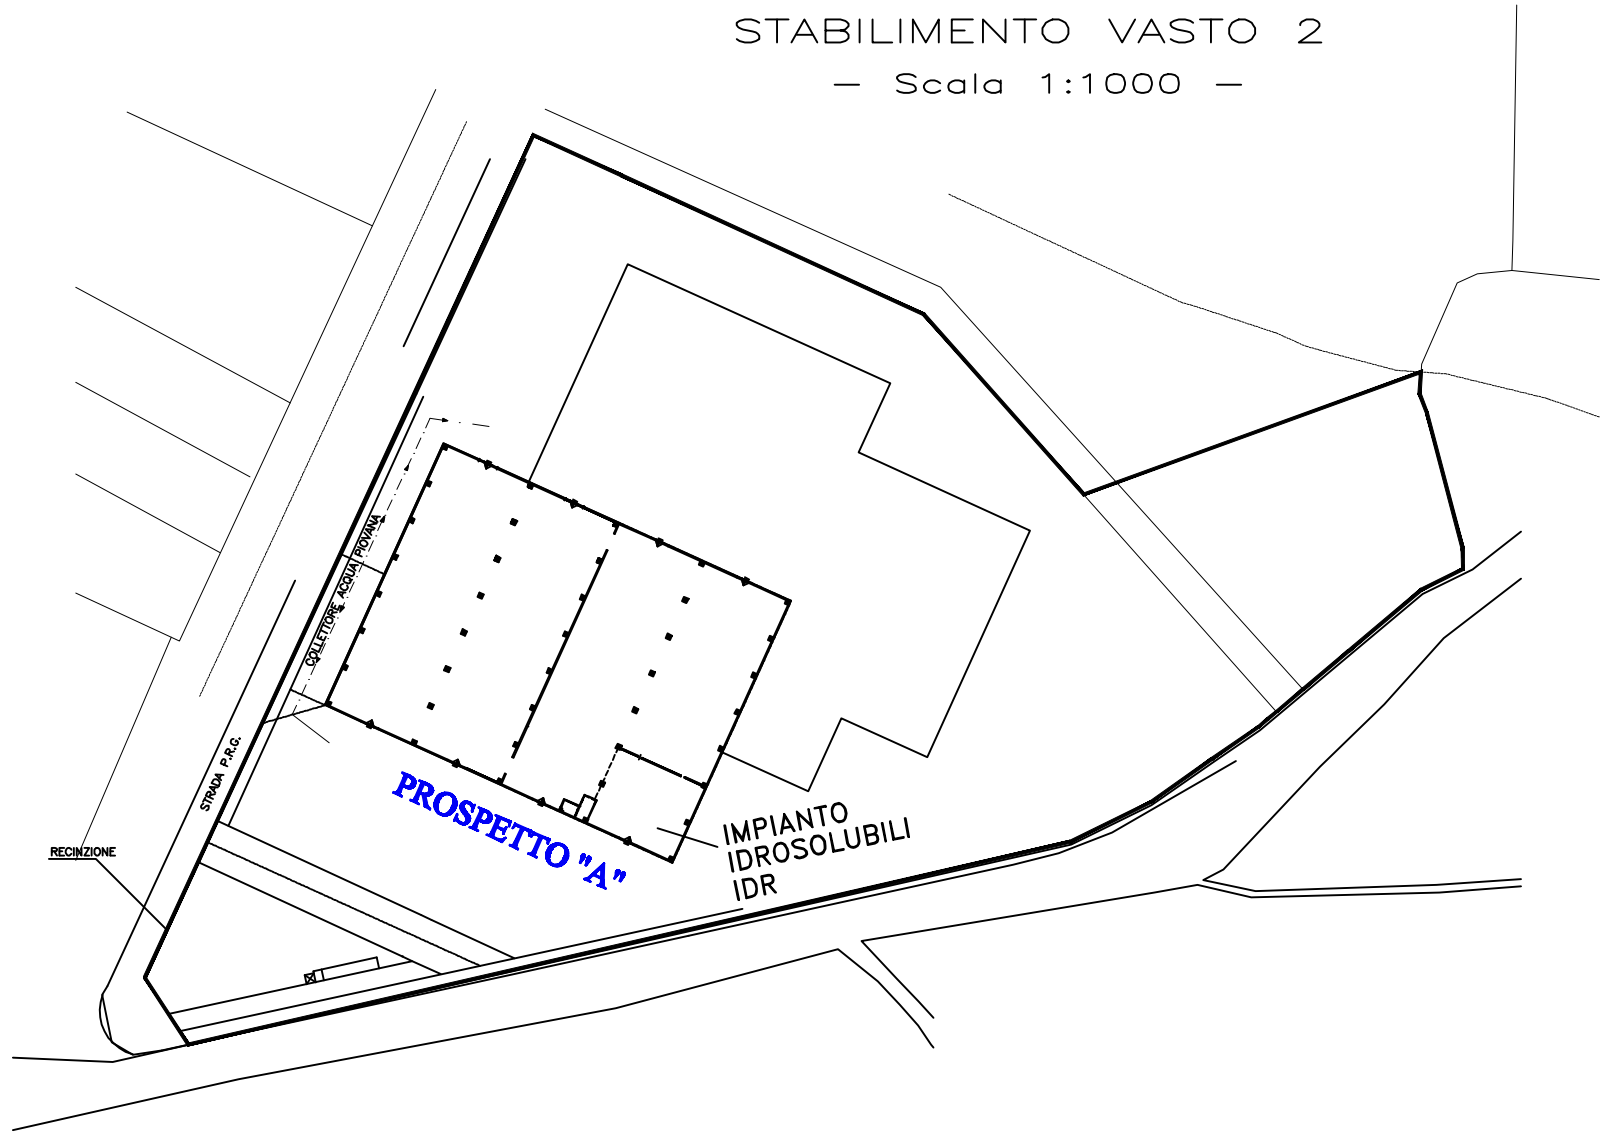 STABILIMENTO VASTO 2
— Scala 1:1000 —
COLLETTORE ACQUA PIOVANA
STRADA P.R.G.
PROSPETTO "A"
IMPIANTO
IDROSOLUBILI
IDR
RECINZIONE